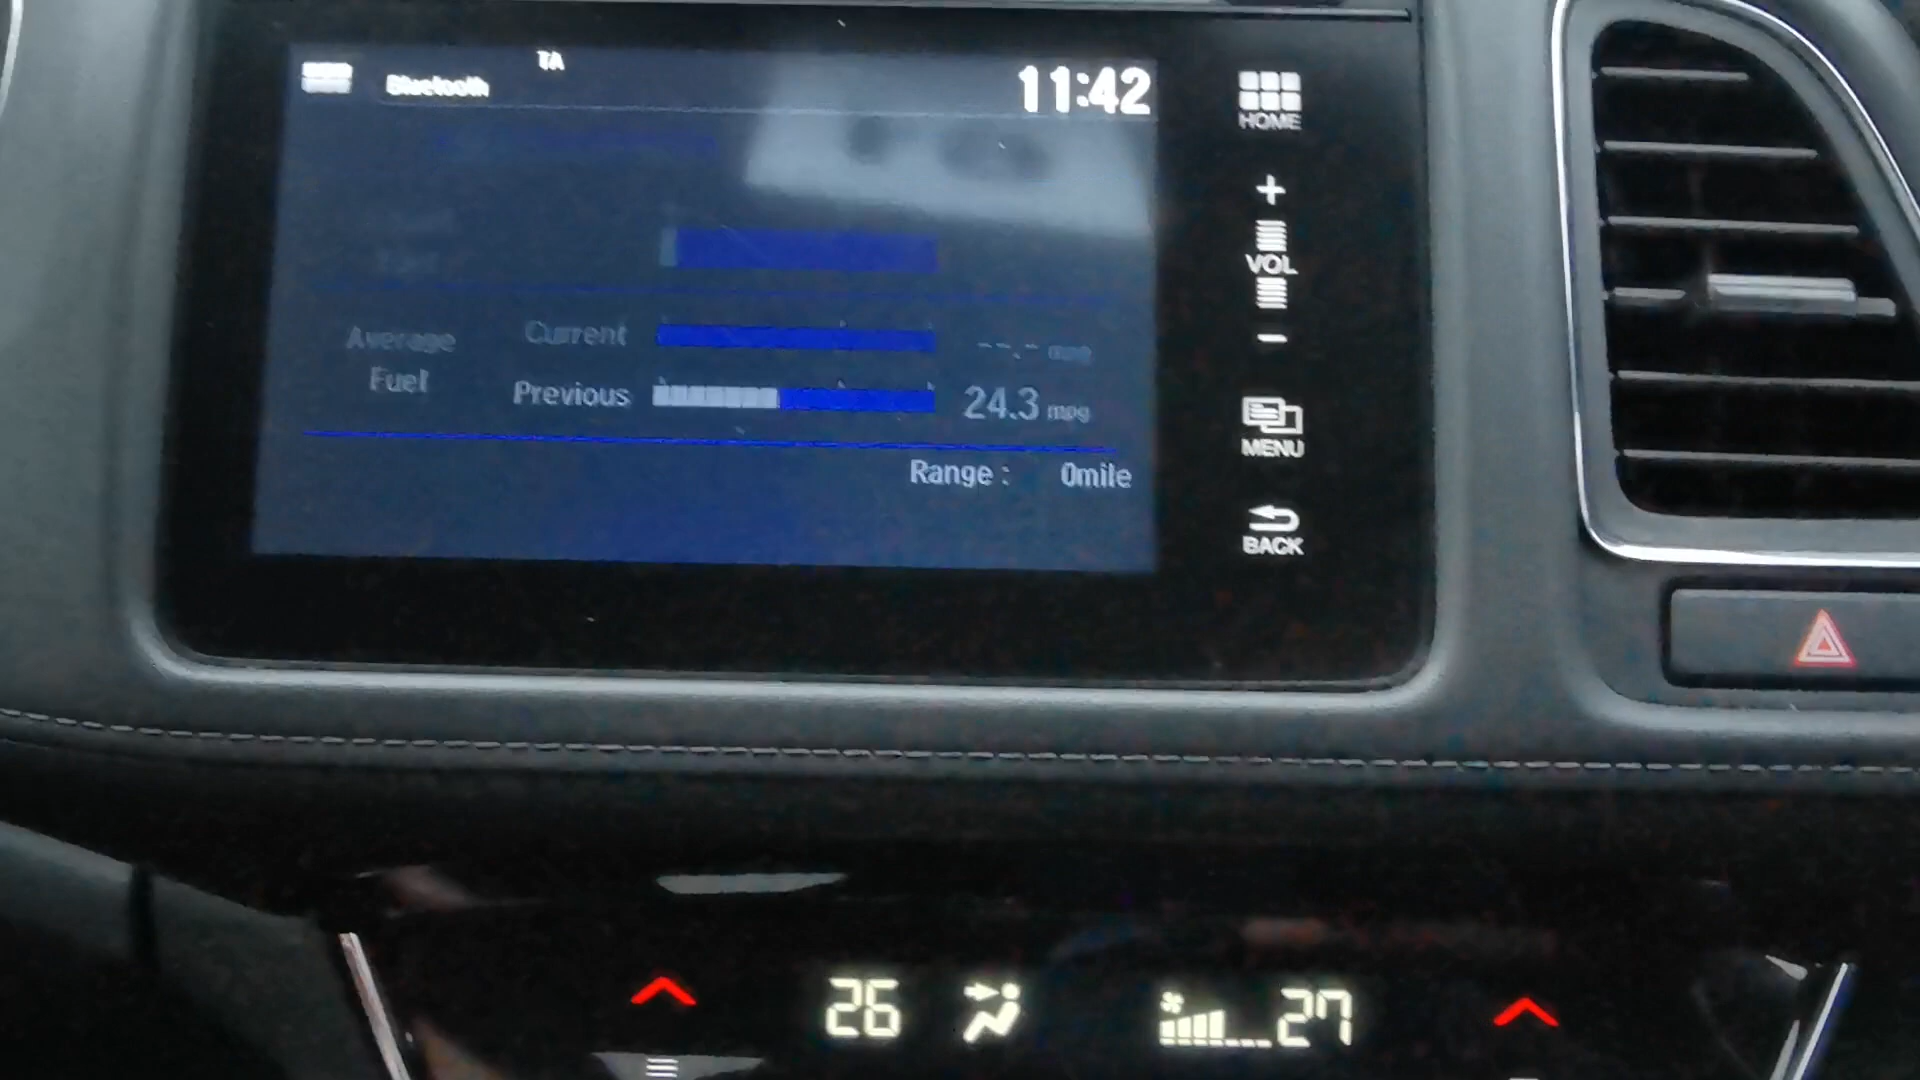 TA
Bluetooth
11:42
HOME
+
VOL
-
MENU
BACK
Average
Fuel
Current
--.- mpg
Previous
24.3 mpg
Range : 0mile
26
27